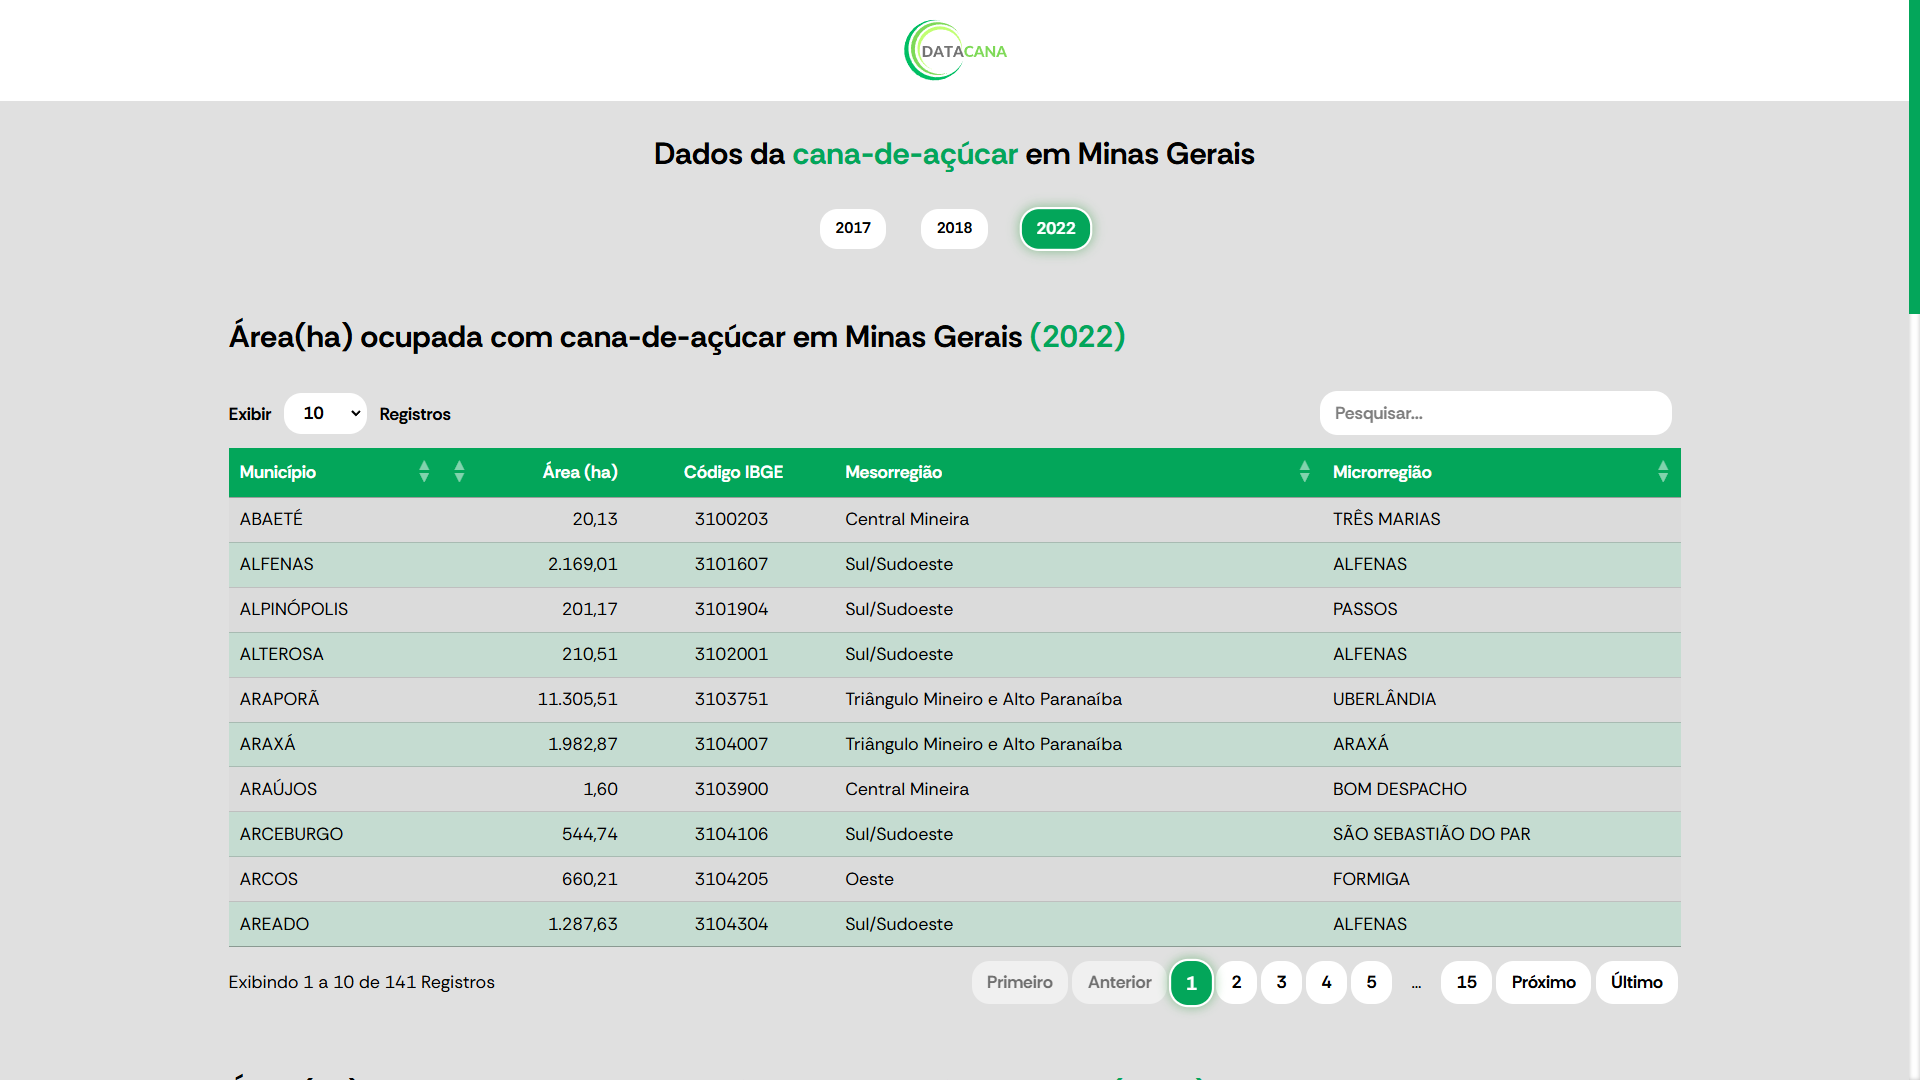 DATACANA
Dados da cana-de-açúcar em Minas Gerais
2017 2018 2022
Área(ha) ocupada com cana-de-açúcar em Minas Gerais (2022)
Exibir 10 Registros Pesquisar...
Município Área (ha) Código IBGE Mesorregião Microrregião
ABAETÉ 20,13 3100203 Central Mineira TRÊS MARIAS
ALFENAS 2.169,01 3101607 Sul/Sudoeste ALFENAS
ALPINÓPOLIS 201,17 3101904 Sul/Sudoeste PASSOS
ALTEROSA 210,51 3102001 Sul/Sudoeste ALFENAS
ARAPORÃ 11.305,51 3103751 Triângulo Mineiro e Alto Paranaíba UBERLÂNDIA
ARAXÁ 1.982,87 3104007 Triângulo Mineiro e Alto Paranaíba ARAXÁ
ARAÚJOS 1,60 3103900 Central Mineira BOM DESPACHO
ARCEBURGO 544,74 3104106 Sul/Sudoeste SÃO SEBASTIÃO DO PAR
ARCOS 660,21 3104205 Oeste FORMIGA
AREADO 1.287,63 3104304 Sul/Sudoeste ALFENAS
Exibindo 1 a 10 de 141 Registros Primeiro Anterior 1 2 3 4 5 ... 15 Próximo Último